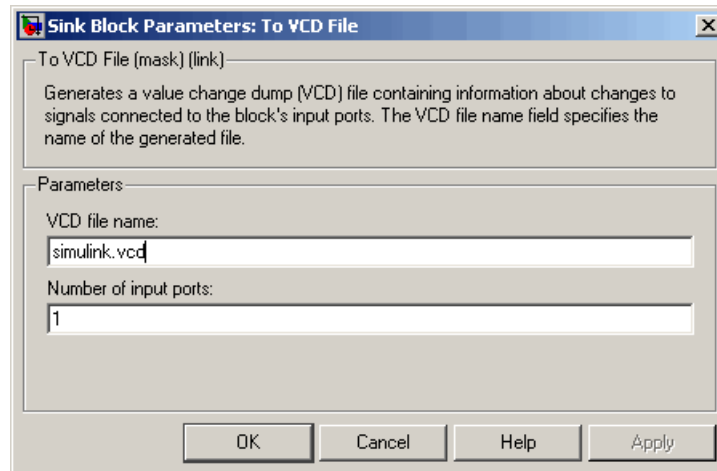 Sink Block Parameters: To VCD File
To VCD File (mask) (link)
Generates a value change dump (VCD) file containing information about changes to
signals connected to the block's input ports. The VCD file name field specifies the
name of the generated file.
Parameters
VCD file name:
simulink.vcd
Number of input ports:
1
OK Cancel Help Apply